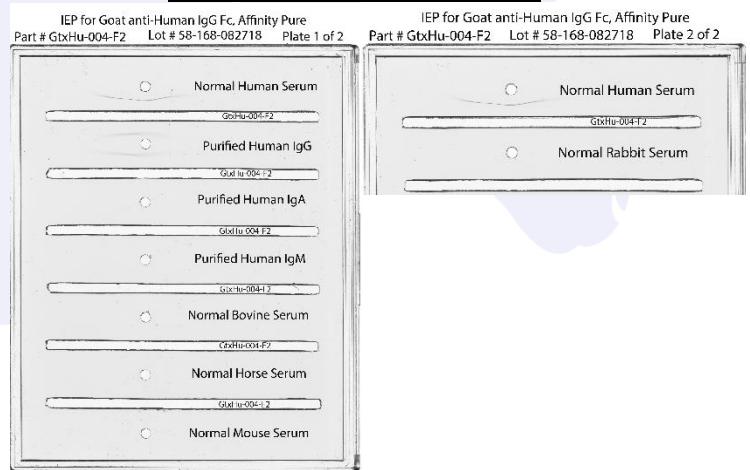 IEP for Goat anti-Human IgG Fc, Affinity Pure
Part # GtxHu-004-F2 Lot # 58-168-082718 Plate 1 of 2
Normal Human Serum
GtxHu-004-F2
Purified Human IgG
GtxHu-004-F2
Purified Human IgA
GtxHu-004-F2
Purified Human IgM
GtxHu-004-F2
Normal Bovine Serum
GtxHu-004-F2
Normal Horse Serum
GtxHu-004-F2
Normal Mouse Serum
IEP for Goat anti-Human IgG Fc, Affinity Pure
Part # GtxHu-004-F2 Lot # 58-168-082718 Plate 2 of 2
Normal Human Serum
GtxHu-004-F2
Normal Rabbit Serum